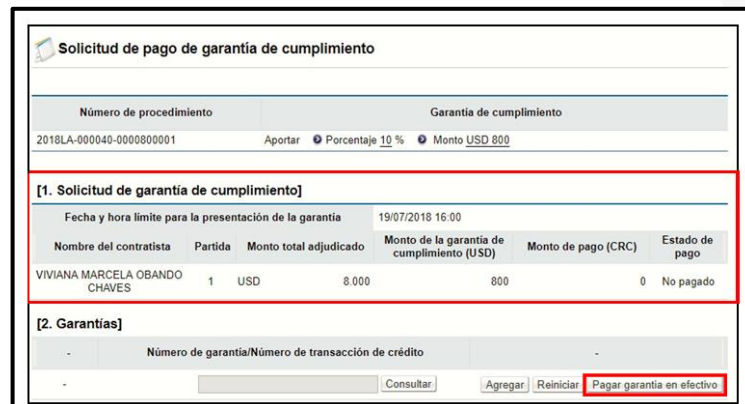 Solicitud de pago de garantía de cumplimiento
Número de procedimiento Garantía de cumplimiento
2018LA-000040-0000800001 Aportar Porcentaje 10 % Monto USD 800
[1. Solicitud de garantía de cumplimiento]
Fecha y hora límite para la presentación de la garantía 19/07/2018 16:00
Nombre del contratista Partida Monto total adjudicado Monto de la garantía de cumplimiento (USD) Monto de pago (CRC) Estado de pago
VIVIANA MARCELA OBANDO CHAVES 1 USD 8.000 800 0 No pagado
[2. Garantías]
- Número de garantía/Número de transacción de crédito -
- Consultar Agregar Reiniciar Pagar garantia en efectivo